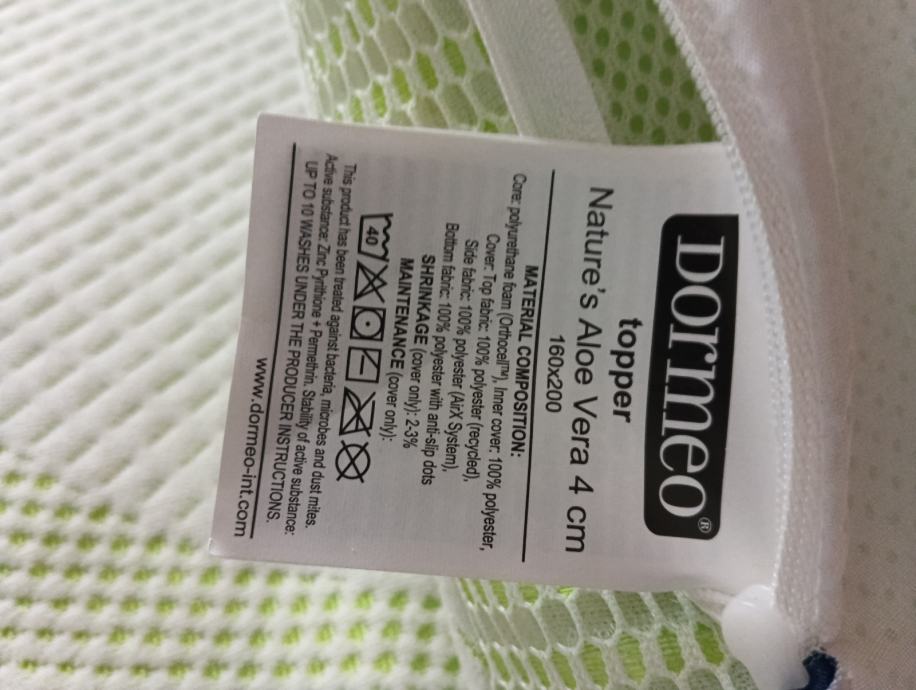 Dormeo®
topper
Nature's Aloe Vera 4 cm
160x200
MATERIAL COMPOSITION:
Core: polyurethane foam (Orthocell™), Inner cover: 100% polyester,
Cover: Top fabric: 100% polyester (recycled),
Side fabric: 100% polyester (AirX System),
Bottom fabric: 100% polyester with anti-slip dots
SHRINKAGE (cover only): 2-3%
MAINTENANCE (cover only):
40
This product has been treated against bacteria, microbes and dust mites.
Active substance: Zinc Pyrithione + Permethrin. Stability of active substance:
UP TO 10 WASHES UNDER THE PRODUCER INSTRUCTIONS.
www.dormeo-int.com